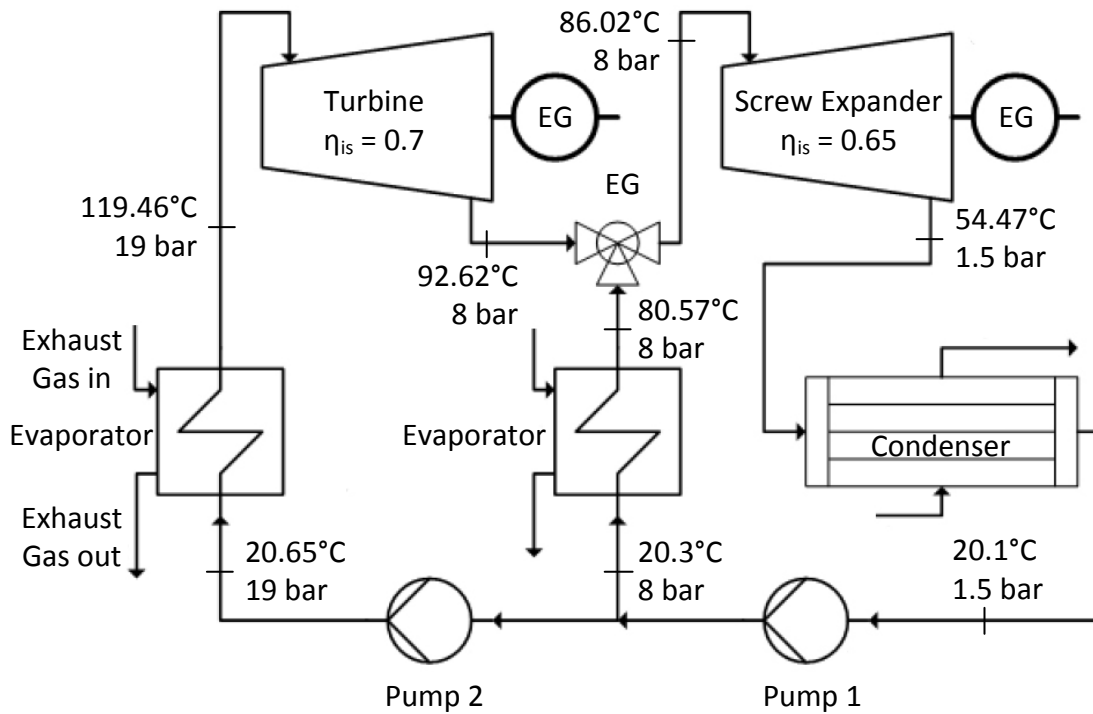 86.02°C
8 bar
Turbine
ηis = 0.7
EG
Screw Expander
ηis = 0.65
EG
EG
119.46°C
19 bar
92.62°C
8 bar
54.47°C
1.5 bar
80.57°C
8 bar
Exhaust
Gas in
Evaporator
Evaporator
Condenser
Exhaust
Gas out
20.65°C
19 bar
20.3°C
8 bar
20.1°C
1.5 bar
Pump 2
Pump 1